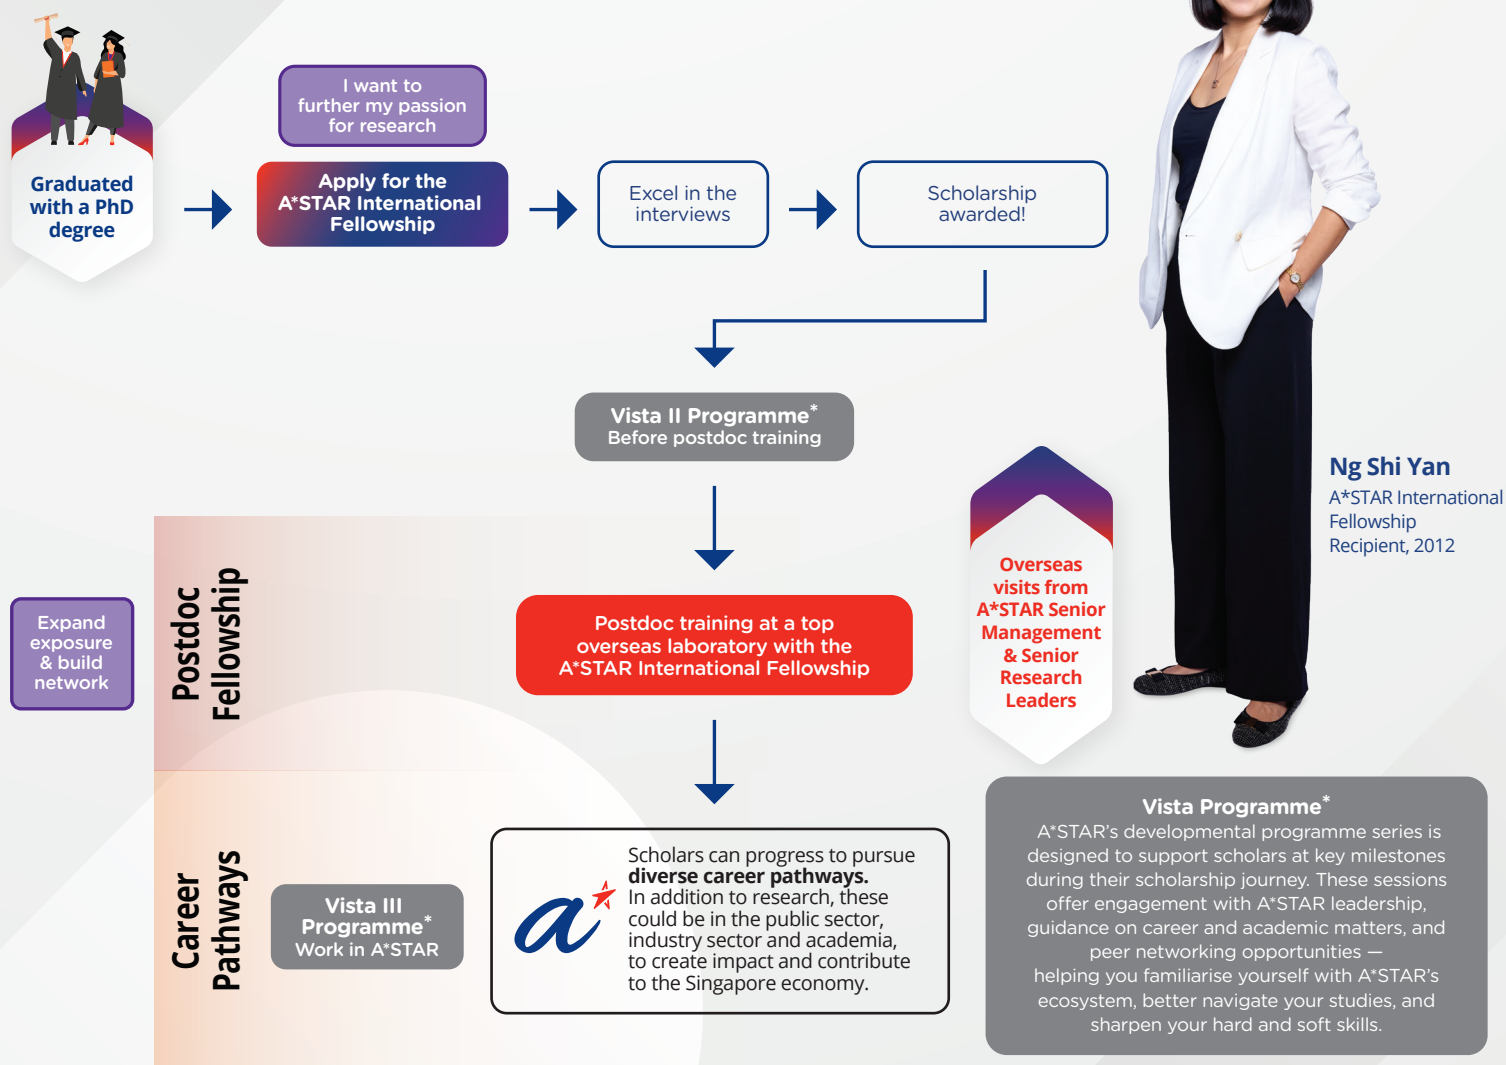 I want to
further my passion
for research
Graduated
with a PhD
degree
Apply for the
A*STAR International
Fellowship
Excel in the
interviews
Scholarship
awarded!
Vista II Programme*
Before postdoc training
Ng Shi Yan
A*STAR International
Fellowship
Recipient, 2012
Expand
exposure
& build
network
Postdoc
Fellowship
Postdoc training at a top
overseas laboratory with the
A*STAR International Fellowship
Overseas
visits from
A*STAR Senior
Management
& Senior
Research
Leaders
Career
Pathways
Vista III
Programme*
Work in A*STAR
a
Scholars can progress to pursue
diverse career pathways.
In addition to research, these
could be in the public sector,
industry sector and academia,
to create impact and contribute
to the Singapore economy.
Vista Programme*
A*STAR's developmental programme series is
designed to support scholars at key milestones
during their scholarship journey. These sessions
offer engagement with A*STAR leadership,
guidance on career and academic matters, and
peer networking opportunities —
helping you familiarise yourself with A*STAR's
ecosystem, better navigate your studies, and
sharpen your hard and soft skills.